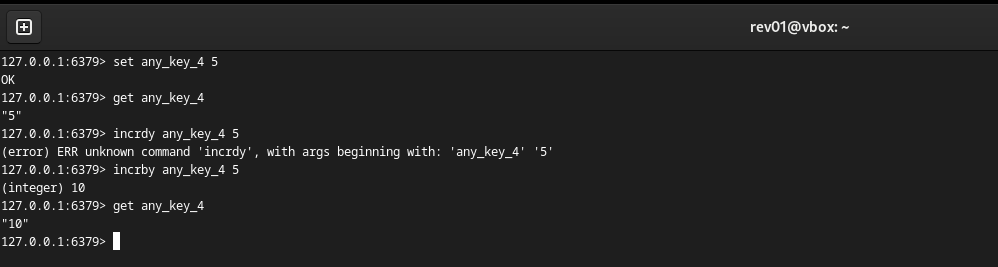 rev01@vbox: ~
127.0.0.1:6379> set any_key_4 5
OK
127.0.0.1:6379> get any_key_4
"5"
127.0.0.1:6379> incrdy any_key_4 5
(error) ERR unknown command 'incrdy', with args beginning with: 'any_key_4' '5'
127.0.0.1:6379> incrby any_key_4 5
(integer) 10
127.0.0.1:6379> get any_key_4
"10"
127.0.0.1:6379>